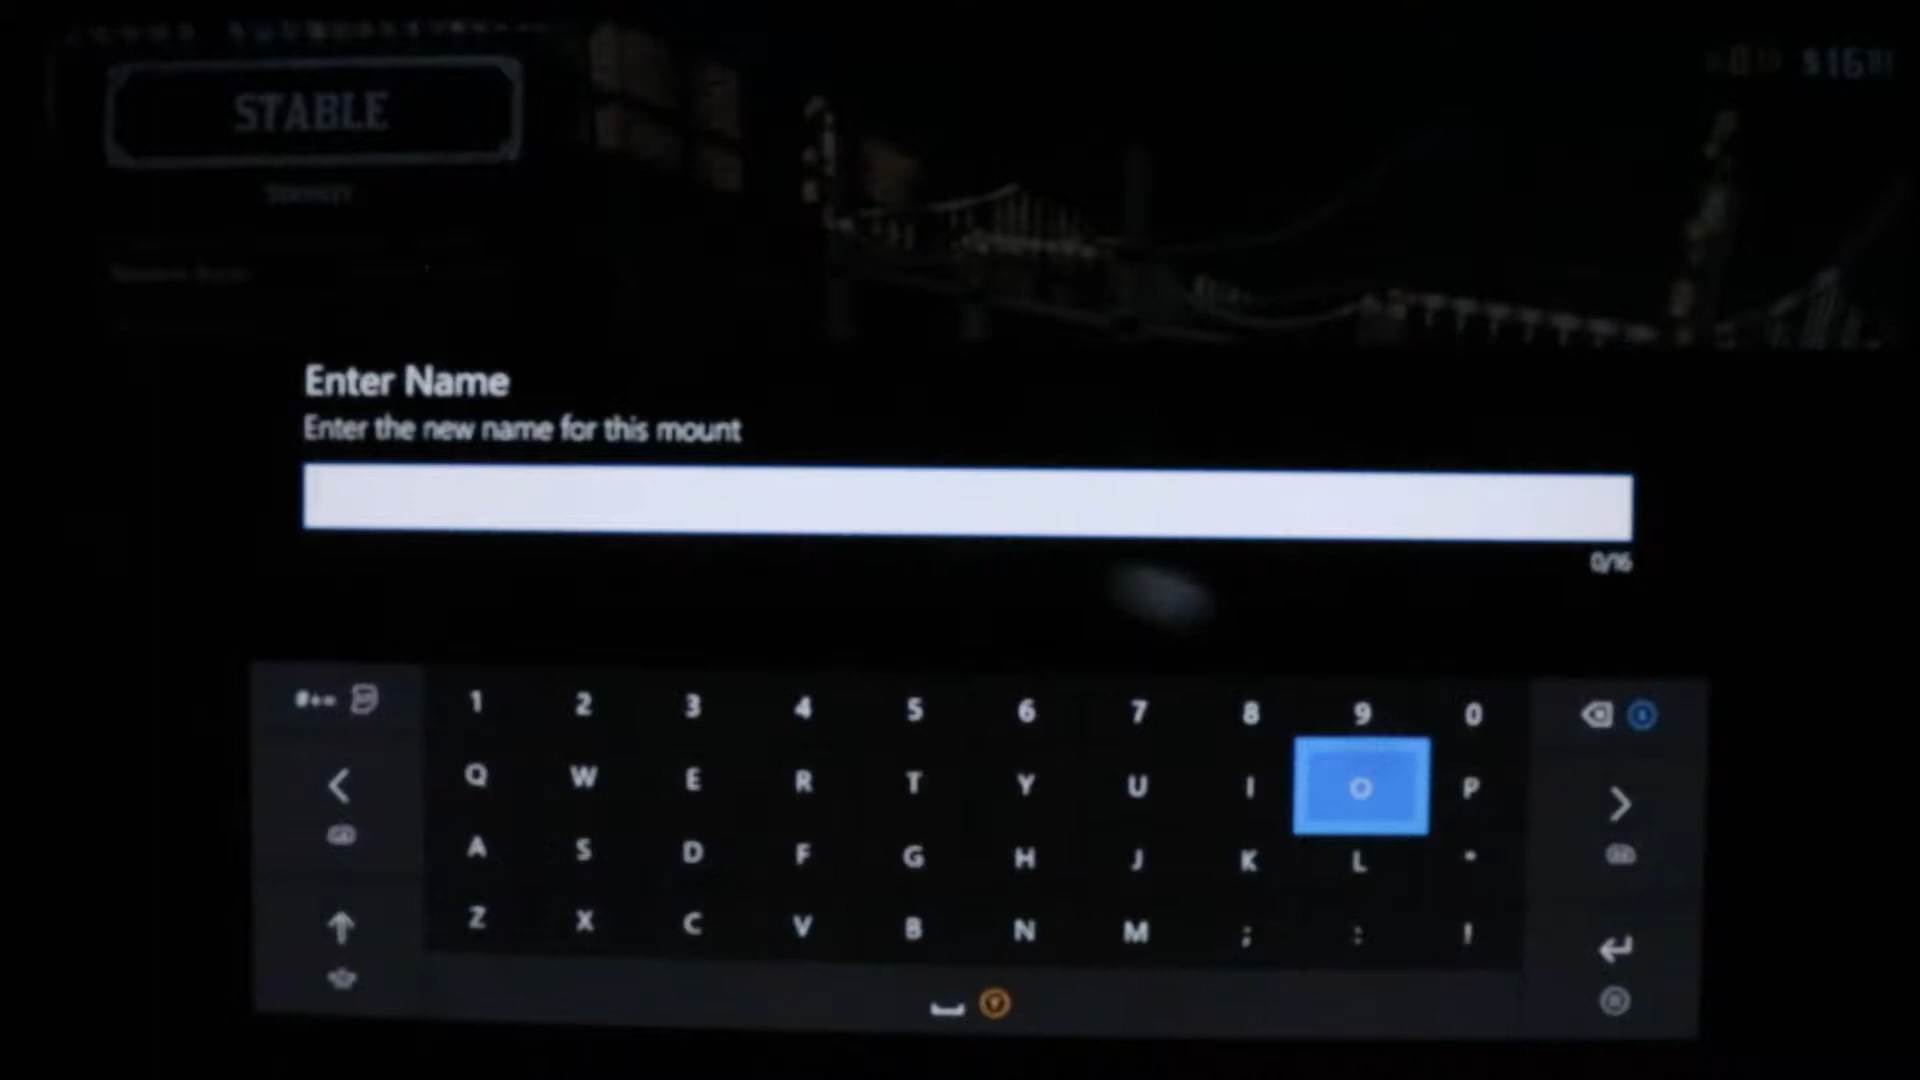 STABLE
Enter Name
Enter the new name for this mount
0/16
1 2 3 4 5 6 7 8 9 0
Q W E R T Y U I O P
A S D F G H J K L
Z X C V B N M ; : !
Y